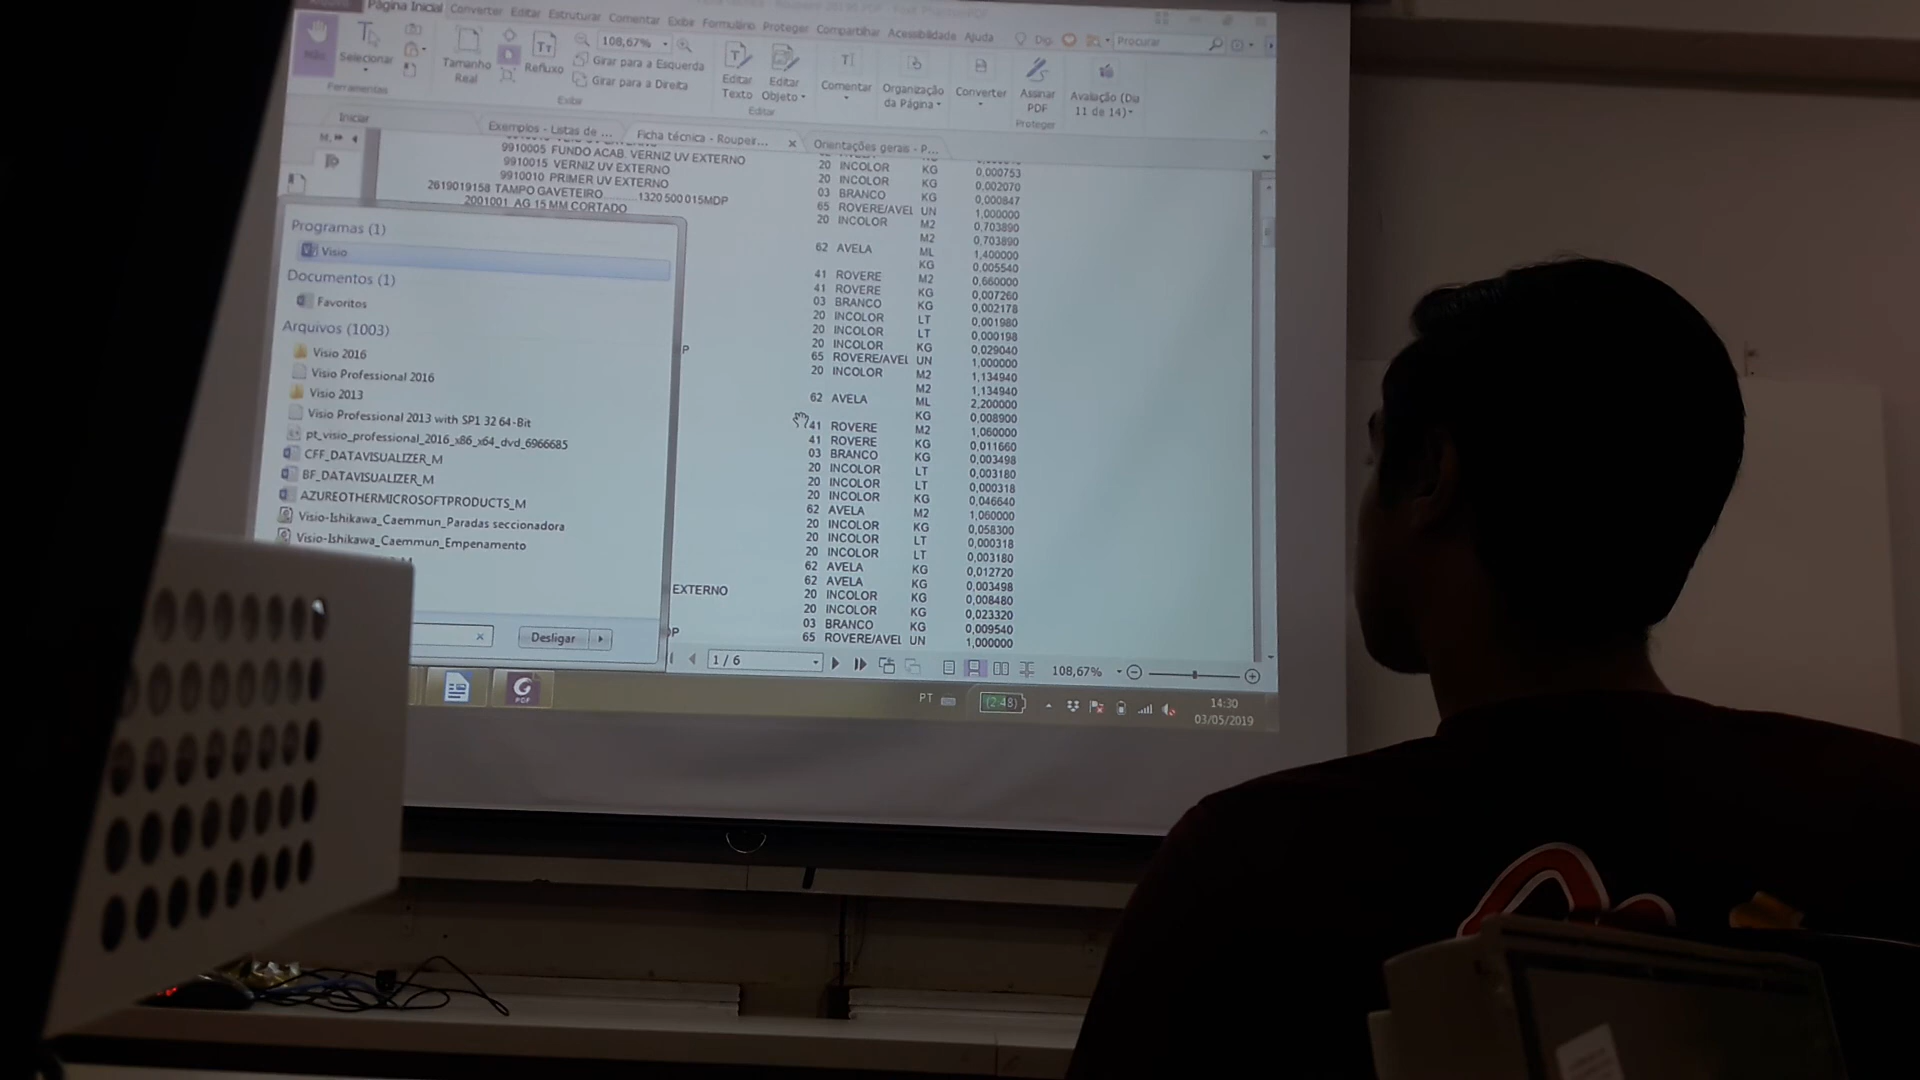 Página Inicial Converter Editar Estruturar Comentar Exibir Formulário Proteger Compartilhar Acessibilidade Ajuda Procurar
Mão
Selecionar
Tamanho Real
Refluxo
108,67%
Girar para a Esquerda
Girar para a Direita
Editar Texto
Editar Objeto
Comentar
Organização da Página
Converter
Assinar PDF
Avaliação (Dia 11 de 14)
Ferramentas
Exibir
Editar
Proteger
Iniciar
Exemplos - Listas de ...
Ficha técnica - Rouper...
Orientações gerais - P...
9910005 FUNDO ACAB. VERNIZ UV EXTERNO
9910015 VERNIZ UV EXTERNO
9910010 PRIMER UV EXTERNO
2619019158 TAMPO GAVETEIRO..........1320 500 015MDP
2001001 AG 15 MM CORTADO
20 INCOLOR KG 0,000753
20 INCOLOR KG 0,002070
03 BRANCO KG 0,000847
65 ROVERE/AVEL UN 1,000000
20 INCOLOR M2 0,703890
M2 0,703890
62 AVELA ML 1,400000
KG 0,005540
41 ROVERE M2 0,660000
41 ROVERE KG 0,007260
03 BRANCO KG 0,002178
20 INCOLOR LT 0,001980
20 INCOLOR LT 0,000198
20 INCOLOR KG 0,029040
65 ROVERE/AVEL UN 1,000000
20 INCOLOR M2 1,134940
M2 1,134940
62 AVELA ML 2,200000
KG 0,008900
41 ROVERE M2 1,060000
41 ROVERE KG 0,011660
03 BRANCO KG 0,003498
20 INCOLOR LT 0,003180
20 INCOLOR LT 0,000318
20 INCOLOR KG 0,046640
62 AVELA M2 1,060000
20 INCOLOR KG 0,058300
20 INCOLOR LT 0,000318
20 INCOLOR LT 0,003180
62 AVELA KG 0,012720
62 AVELA KG 0,003498
20 INCOLOR KG 0,008480
20 INCOLOR KG 0,023320
03 BRANCO KG 0,009540
65 ROVERE/AVEL UN 1,000000
P
EXTERNO
Programas (1)
Visio
Documentos (1)
Favoritos
Arquivos (1003)
Visio 2016
Visio Professional 2016
Visio 2013
Visio Professional 2013 with SP1 32 64-Bit
pt_visio_professional_2016_x86_x64_dvd_6966685
CFF_DATAVISUALIZER_M
BF_DATAVISUALIZER_M
AZUREOTHERMICROSOFTPRODUCTS_M
Visio-Ishikawa_Caemmun_Paradas seccionadora
Visio-Ishikawa_Caemmun_Empenamento
Desligar
1 / 6
108,67%
PDF
PT
(2:48)
14:30
03/05/2019